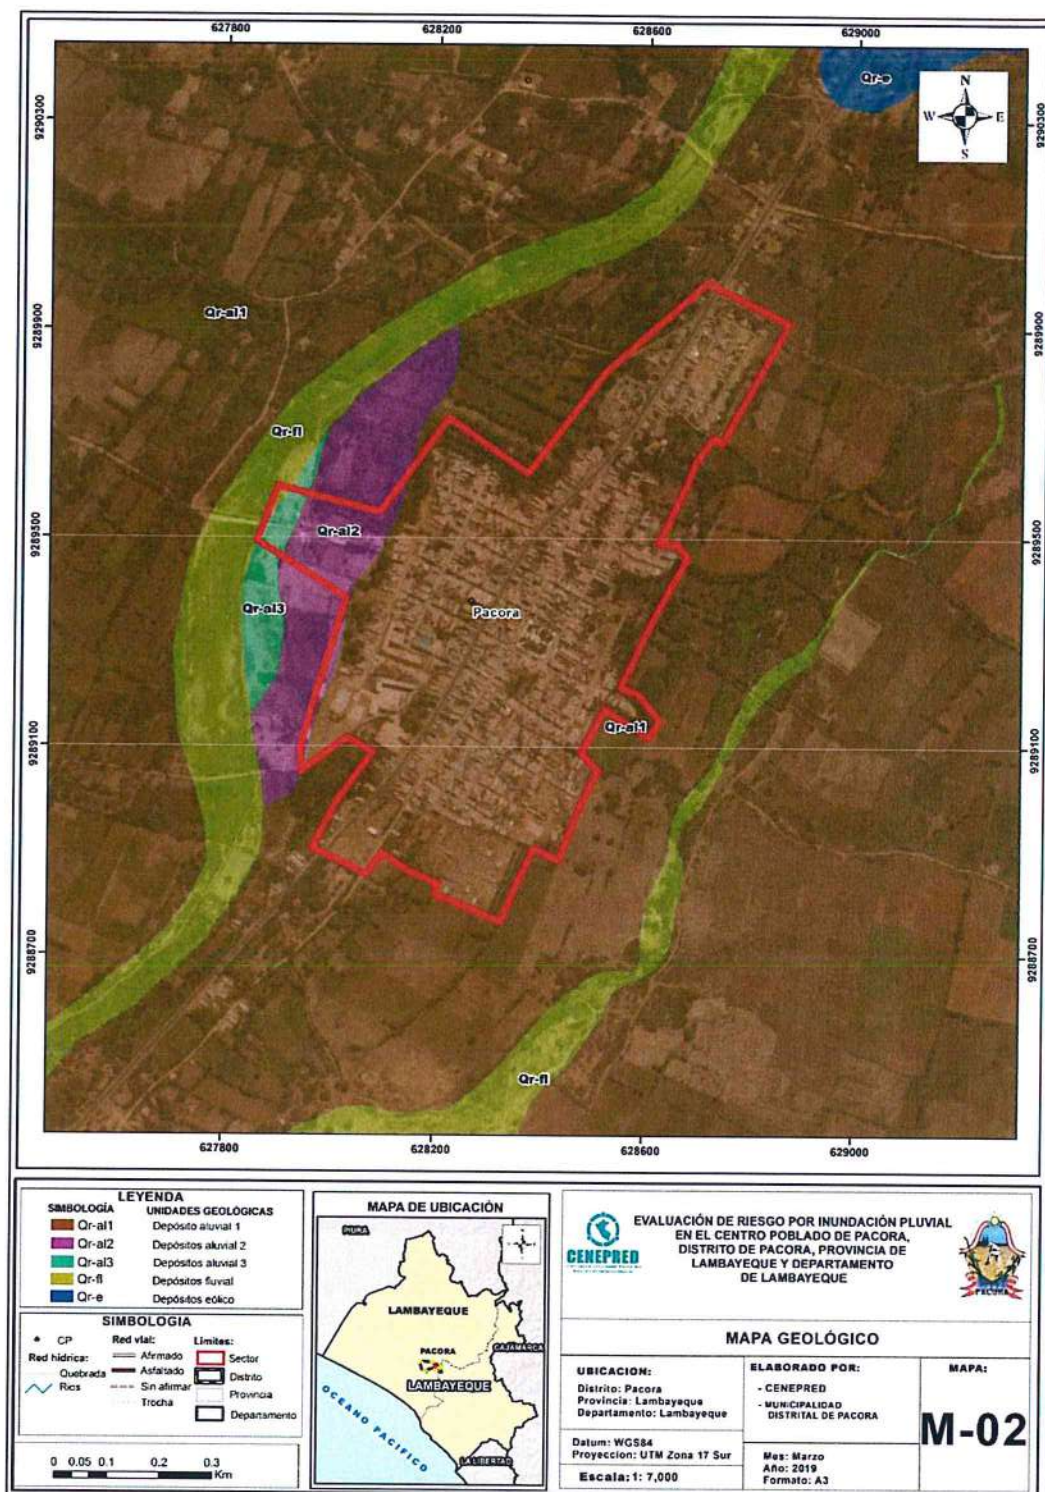 627800
628200
628600
629000
Qr-e
N
W
E
S
9290300
9290300
Qr-al1
9289900
9289900
Qr-fl
9289500
Qr-al2
9289500
Qr-al3
Pacora
Qr-al1
9289100
9289100
9288700
9288700
Qr-fl
627800
628200
628600
629000
LEYENDA
SIMBOLOGÍA UNIDADES GEOLÓGICAS
Qr-al1 Depósito aluvial 1
Qr-al2 Depósitos aluvial 2
Qr-al3 Depósitos aluvial 3
Qr-fl Depósitos fluvial
Qr-e Depósitos eólico
SIMBOLOGIA
CP
Red hídrica:
Quebrada
Rios
Red vial:
Afirmado
Asfaltado
Sin afirmar
Trocha
Limites:
Sector
Distrito
Provincia
Departamento
0 0.05 0.1 0.2 0.3
Km
MAPA DE UBICACIÓN
PIURA
LAMBAYEQUE
CAJAMARCA
PACORA
LAMBAYEQUE
OCEANO PACIFICO
LA LIBERTAD
CENEPRED
EVALUACIÓN DE RIESGO POR INUNDACIÓN PLUVIAL
EN EL CENTRO POBLADO DE PACORA,
DISTRITO DE PACORA, PROVINCIA DE
LAMBAYEQUE Y DEPARTAMENTO
DE LAMBAYEQUE
PACORA
MAPA GEOLÓGICO
UBICACION:
Distrito: Pacora
Provincia: Lambayeque
Departamento: Lambayeque
Datum: WGS84
Proyeccion: UTM Zona 17 Sur
Escala: 1: 7,000
ELABORADO POR:
- CENEPRED
- MUNICIPALIDAD
DISTRITAL DE PACORA
Mes: Marzo
Año: 2019
Formato: A3
MAPA:
M-02